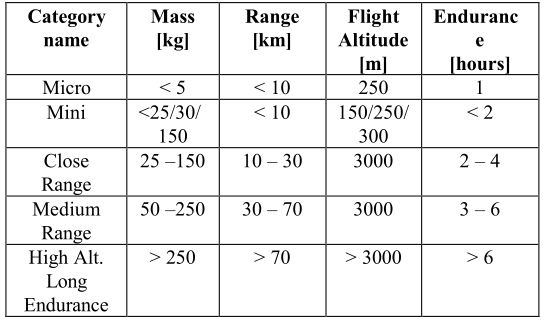 Category name | Mass [kg] | Range [km] | Flight Altitude [m] | Enduranc e [hours]
Micro | < 5 | < 10 | 250 | 1
Mini | <25/30/ 150 | < 10 | 150/250/ 300 | < 2
Close Range | 25 –150 | 10 – 30 | 3000 | 2 – 4
Medium Range | 50 –250 | 30 – 70 | 3000 | 3 – 6
High Alt. Long Endurance | > 250 | > 70 | > 3000 | > 6